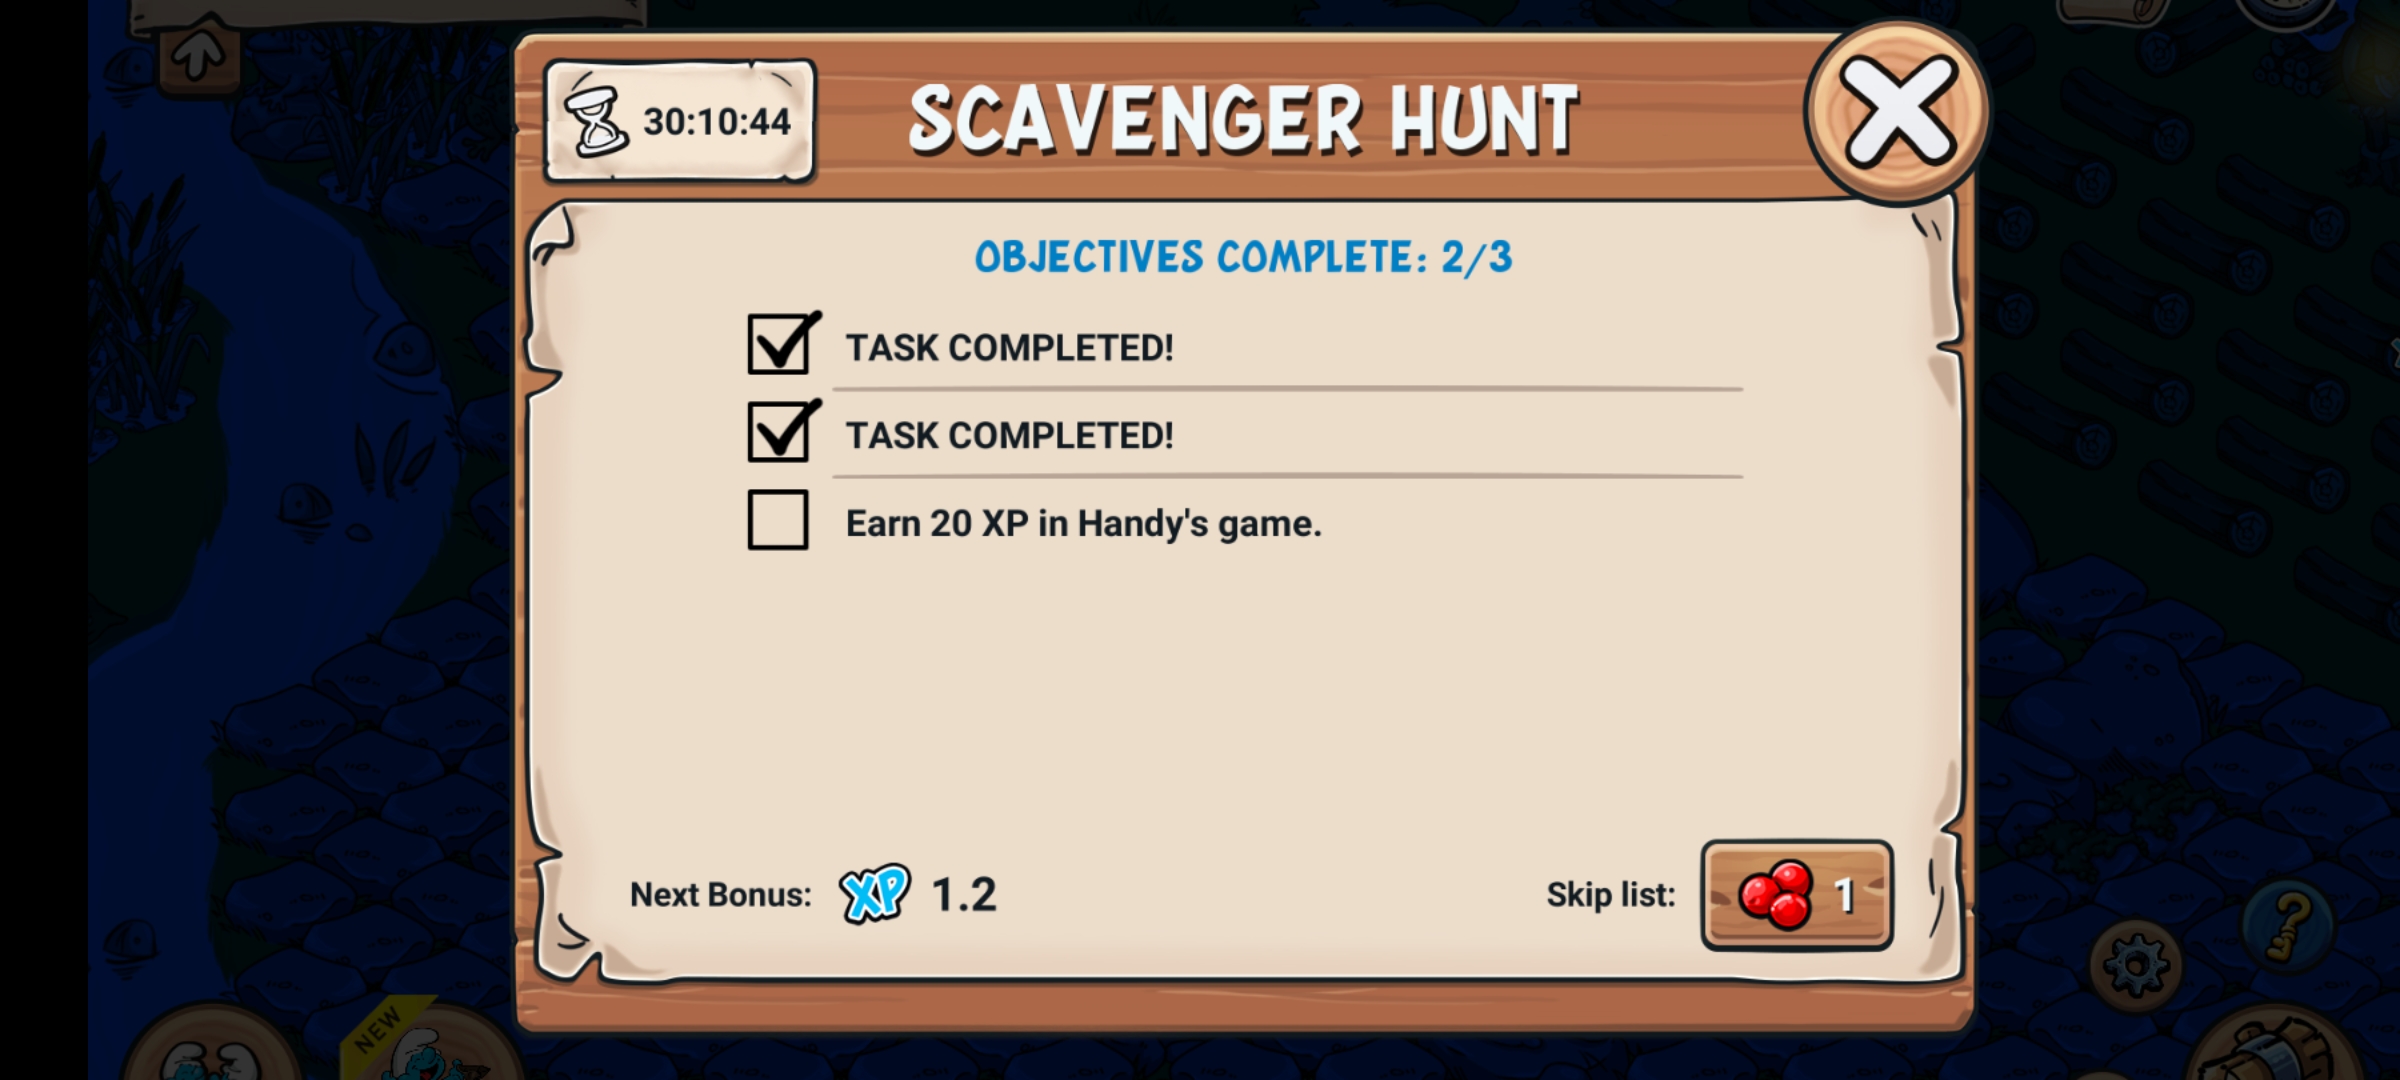 30:10:44
SCAVENGER HUNT
OBJECTIVES COMPLETE: 2/3
TASK COMPLETED!
TASK COMPLETED!
Earn 20 XP in Handy's game.
Next Bonus: XP 1.2
Skip list: 1
NEW